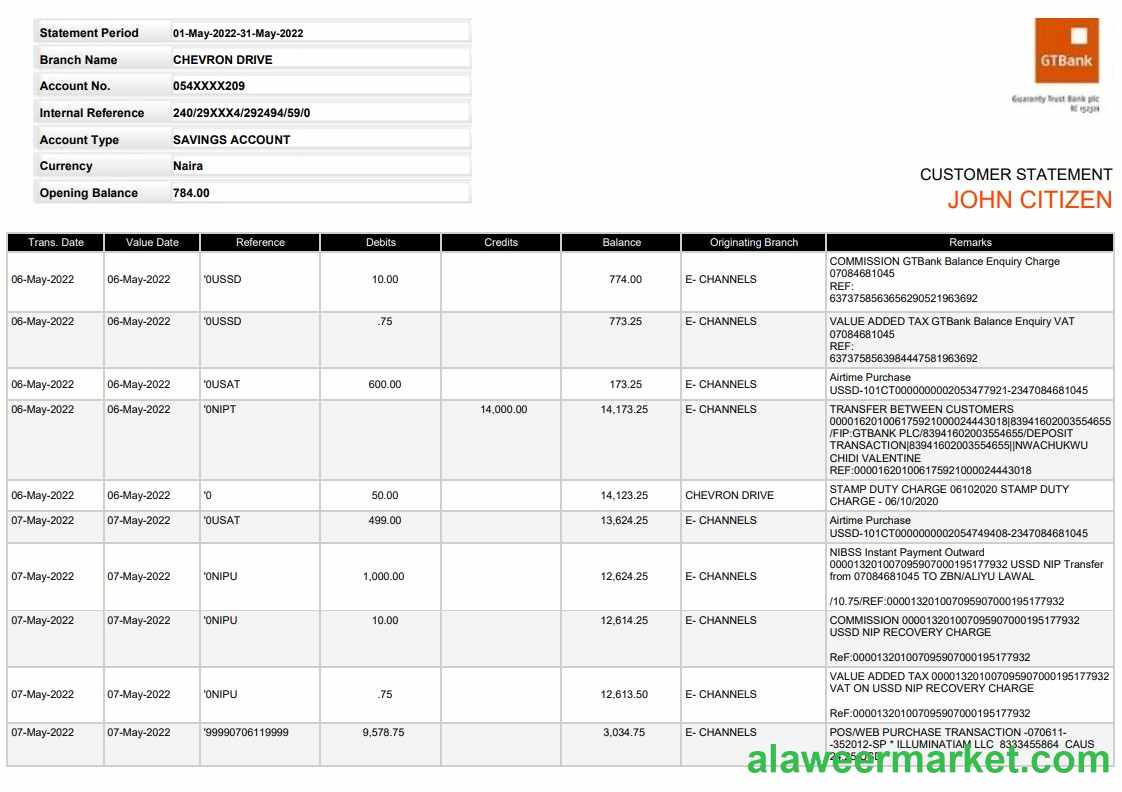 Statement Period 01-May-2022-31-May-2022
Branch Name CHEVRON DRIVE
Account No. 054XXXX209
Internal Reference 240/29XXX4/292494/59/0
Account Type SAVINGS ACCOUNT
Currency Naira
Opening Balance 784.00
GTBank
Guaranty Trust Bank plc
RC 152321
CUSTOMER STATEMENT
JOHN CITIZEN
Trans. Date Value Date Reference Debits Credits Balance Originating Branch Remarks
06-May-2022 06-May-2022 '0USSD 10.00 774.00 E- CHANNELS COMMISSION GTBank Balance Enquiry Charge
07084681045
REF:
6373758563656290521963692
06-May-2022 06-May-2022 '0USSD .75 773.25 E- CHANNELS VALUE ADDED TAX GTBank Balance Enquiry VAT
07084681045
REF:
6373758563984447581963692
06-May-2022 06-May-2022 '0USAT 600.00 173.25 E- CHANNELS Airtime Purchase
USSD-101CT0000000002053477921-2347084681045
06-May-2022 06-May-2022 '0NIPT 14,000.00 14,173.25 E- CHANNELS TRANSFER BETWEEN CUSTOMERS
000016201006175921000024443018|83941602003554655
/FIP:GTBANK PLC/83941602003554655/DEPOSIT
TRANSACTION|83941602003554655||NWACHUKWU
CHIDI VALENTINE
REF:000016201006175921000024443018
06-May-2022 06-May-2022 '0 50.00 14,123.25 CHEVRON DRIVE STAMP DUTY CHARGE 06102020 STAMP DUTY
CHARGE - 06/10/2020
07-May-2022 07-May-2022 '0USAT 499.00 13,624.25 E- CHANNELS Airtime Purchase
USSD-101CT0000000002054749408-2347084681045
07-May-2022 07-May-2022 '0NIPU 1,000.00 12,624.25 E- CHANNELS NIBSS Instant Payment Outward
000013201007095907000195177932 USSD NIP Transfer
from 07084681045 TO ZBN/ALIYU LAWAL
/10.75/REF:000013201007095907000195177932
07-May-2022 07-May-2022 '0NIPU 10.00 12,614.25 E- CHANNELS COMMISSION 000013201007095907000195177932
USSD NIP RECOVERY CHARGE
ReF:000013201007095907000195177932
07-May-2022 07-May-2022 '0NIPU .75 12,613.50 E- CHANNELS VALUE ADDED TAX 000013201007095907000195177932
VAT ON USSD NIP RECOVERY CHARGE
ReF:000013201007095907000195177932
07-May-2022 07-May-2022 '99990706119999 9,578.75 3,034.75 E- CHANNELS POS/WEB PURCHASE TRANSACTION -070611-
-352012-SP * ILLUMINATIAM LLC 8333455864 CAUS
alaweermarket.com